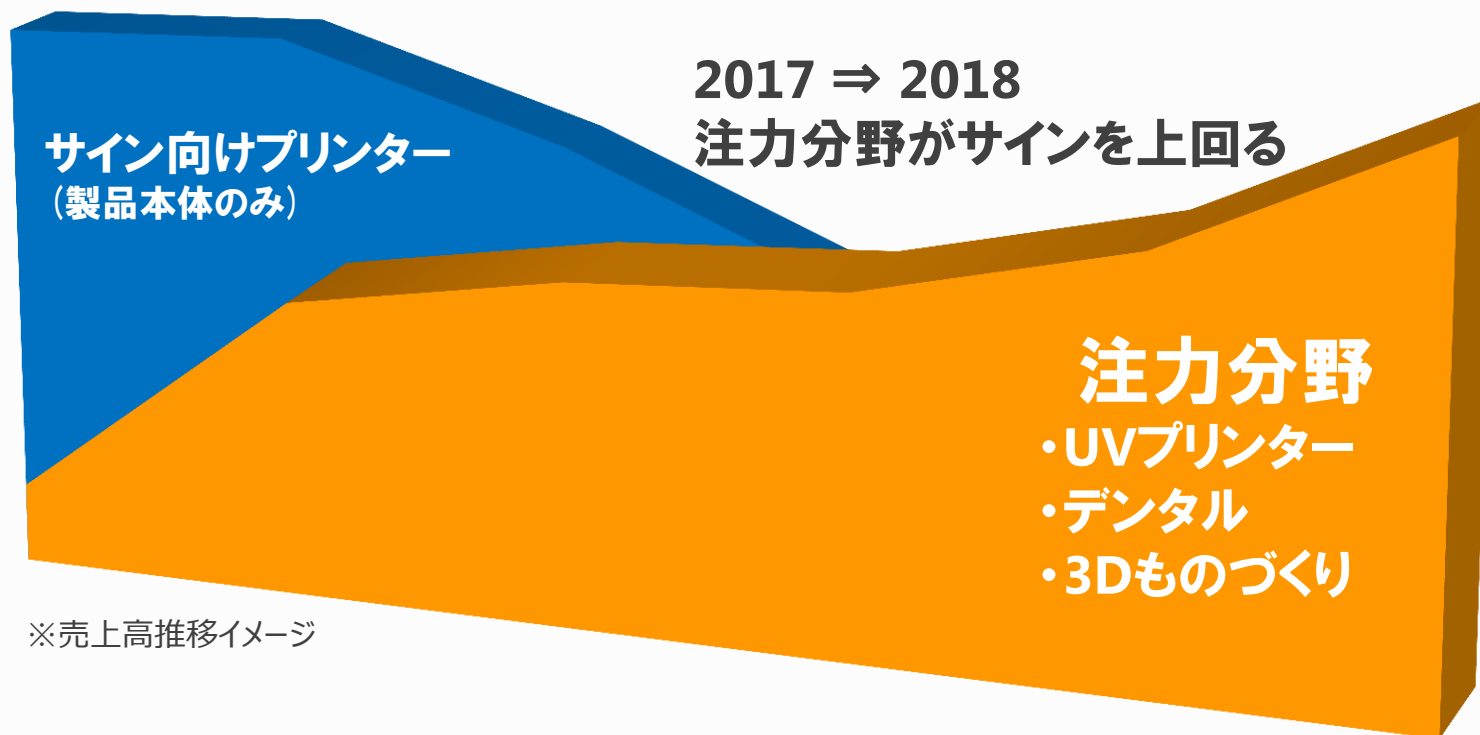 2017 ⇒ 2018
注力分野がサインを上回る
サイン向けプリンター
(製品本体のみ)
注力分野
・UVプリンター
・デンタル
・3Dものづくり
※売上高推移イメージ